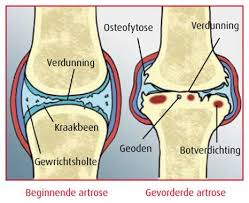 Osteofytose
Verdunning
Verdunning
Kraakbeen
Geoden
Botverdichting
Gewrichtsholte
Beginnende artrose
Gevorderde artrose